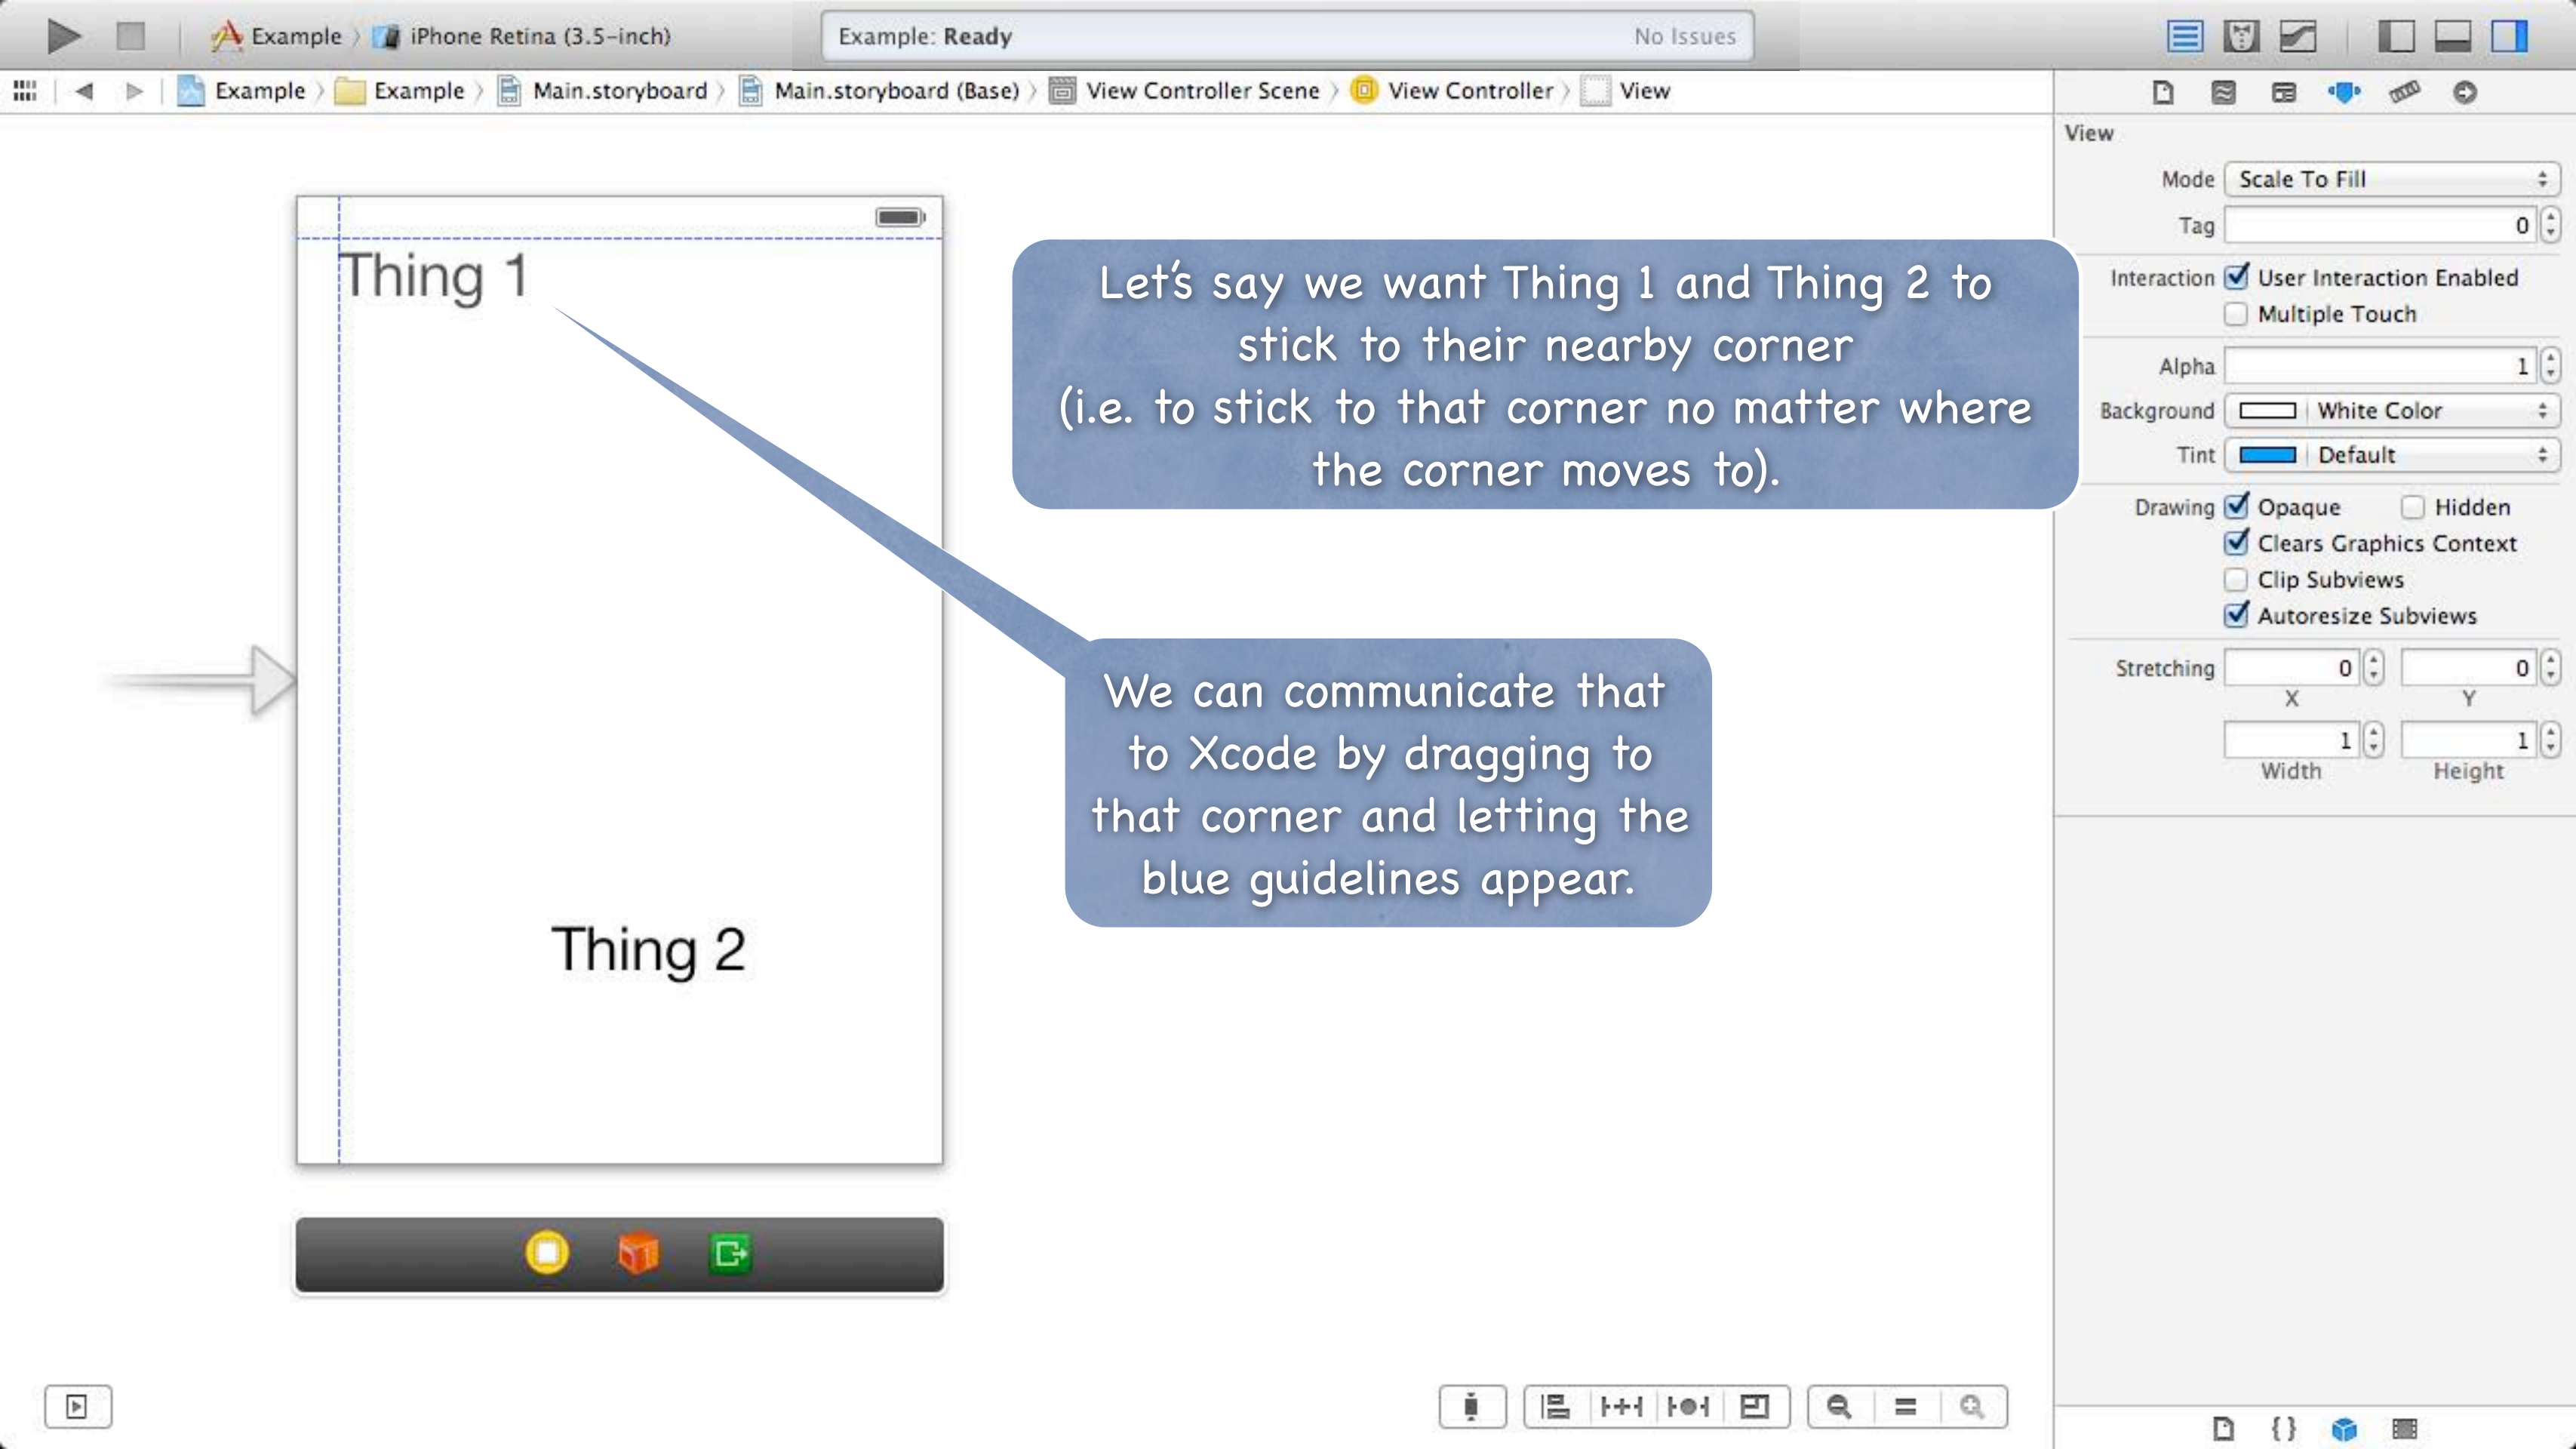 Example iPhone Retina (3.5-inch)
Example: Ready No Issues
Example Example Main.storyboard Main.storyboard (Base) View Controller Scene View Controller View
View
Mode Scale To Fill
Tag 0
Interaction User Interaction Enabled
Multiple Touch
Alpha 1
Background White Color
Tint Default
Drawing Opaque Hidden
Clears Graphics Context
Clip Subviews
Autoresize Subviews
Stretching 0 0
X Y
1 1
Width Height
Thing 1
Let's say we want Thing 1 and Thing 2 to
stick to their nearby corner
(i.e. to stick to that corner no matter where
the corner moves to).
We can communicate that
to Xcode by dragging to
that corner and letting the
blue guidelines appear.
Thing 2